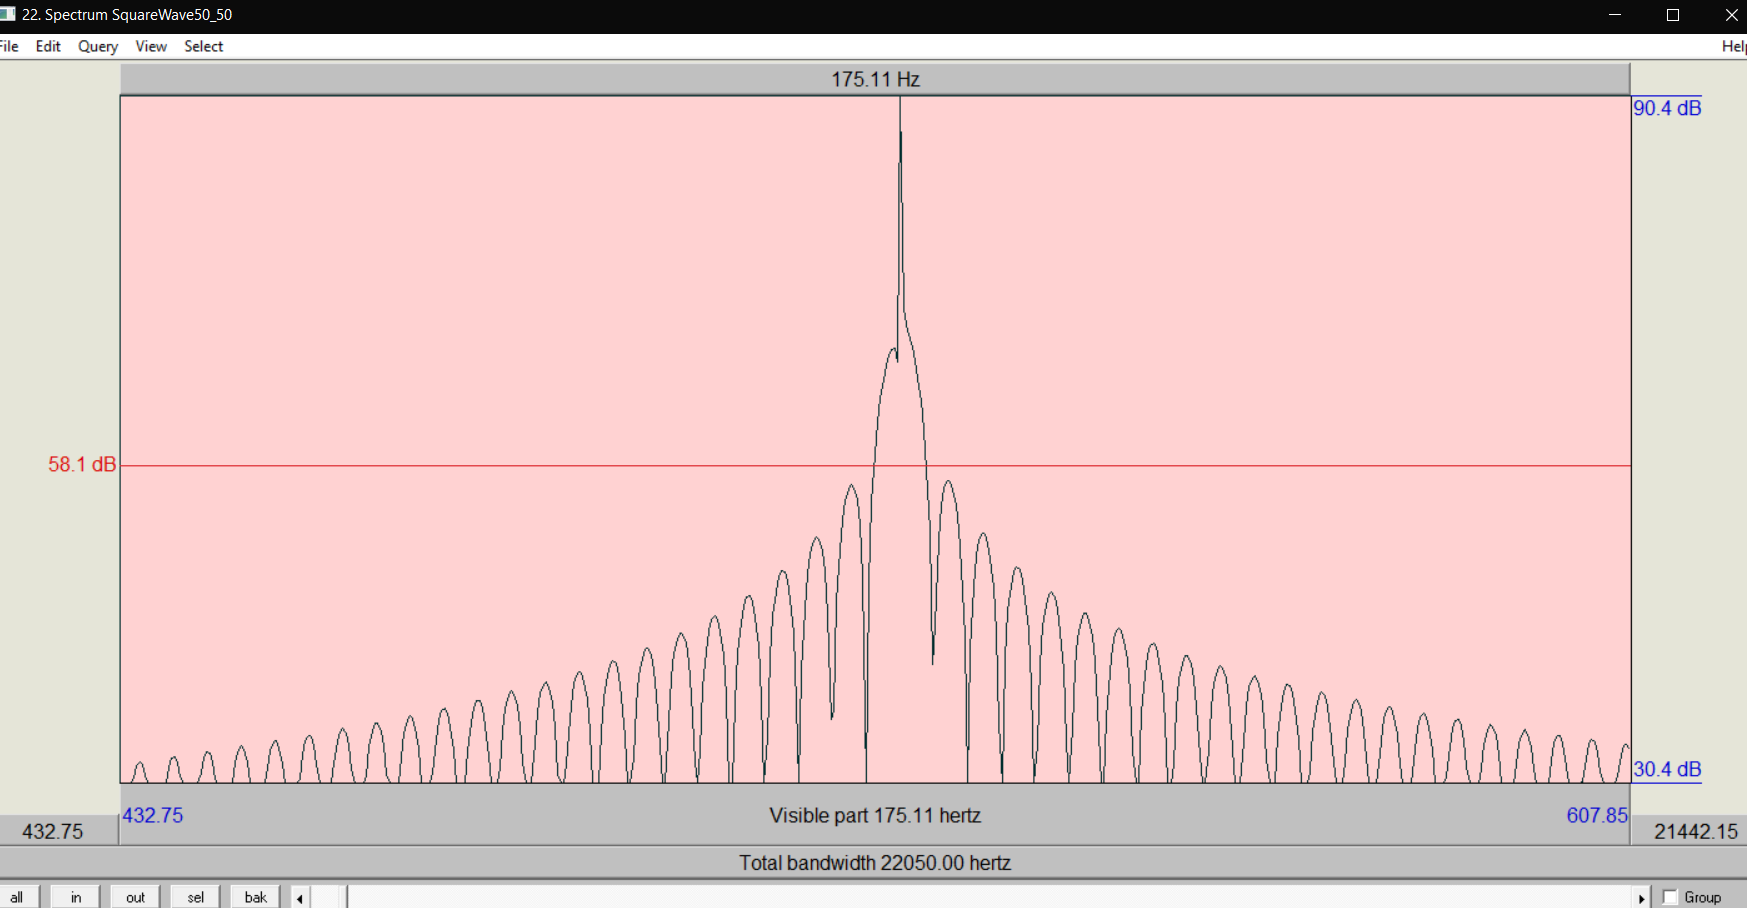 22. Spectrum SquareWave50_50
File Edit Query View Select Help
175.11 Hz
90.4 dB
58.1 dB
30.4 dB
432.75 Visible part 175.11 hertz 607.85
432.75 21442.15
Total bandwidth 22050.00 hertz
all in out sel bak Group